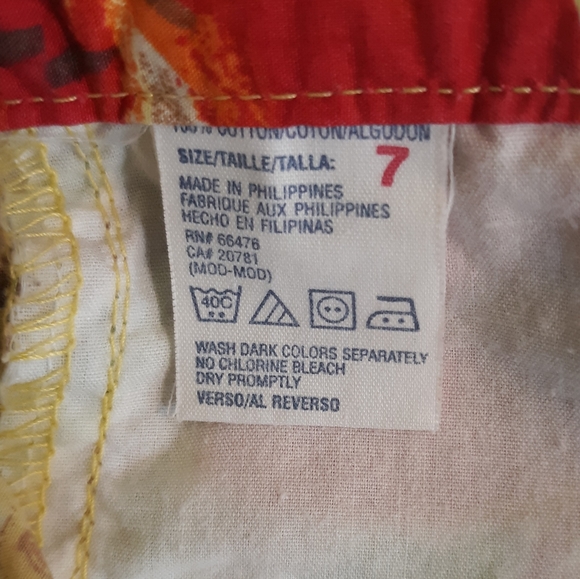 100% COTTON/COTON/ALGODON
SIZE/TAILLE/TALLA: 7
MADE IN PHILIPPINES
FABRIQUE AUX PHILIPPINES
HECHO EN FILIPINAS
RN# 66476
CA# 20781
(MOD-MOD)
40C
WASH DARK COLORS SEPARATELY
NO CHLORINE BLEACH
DRY PROMPTLY
VERSO/AL REVERSO